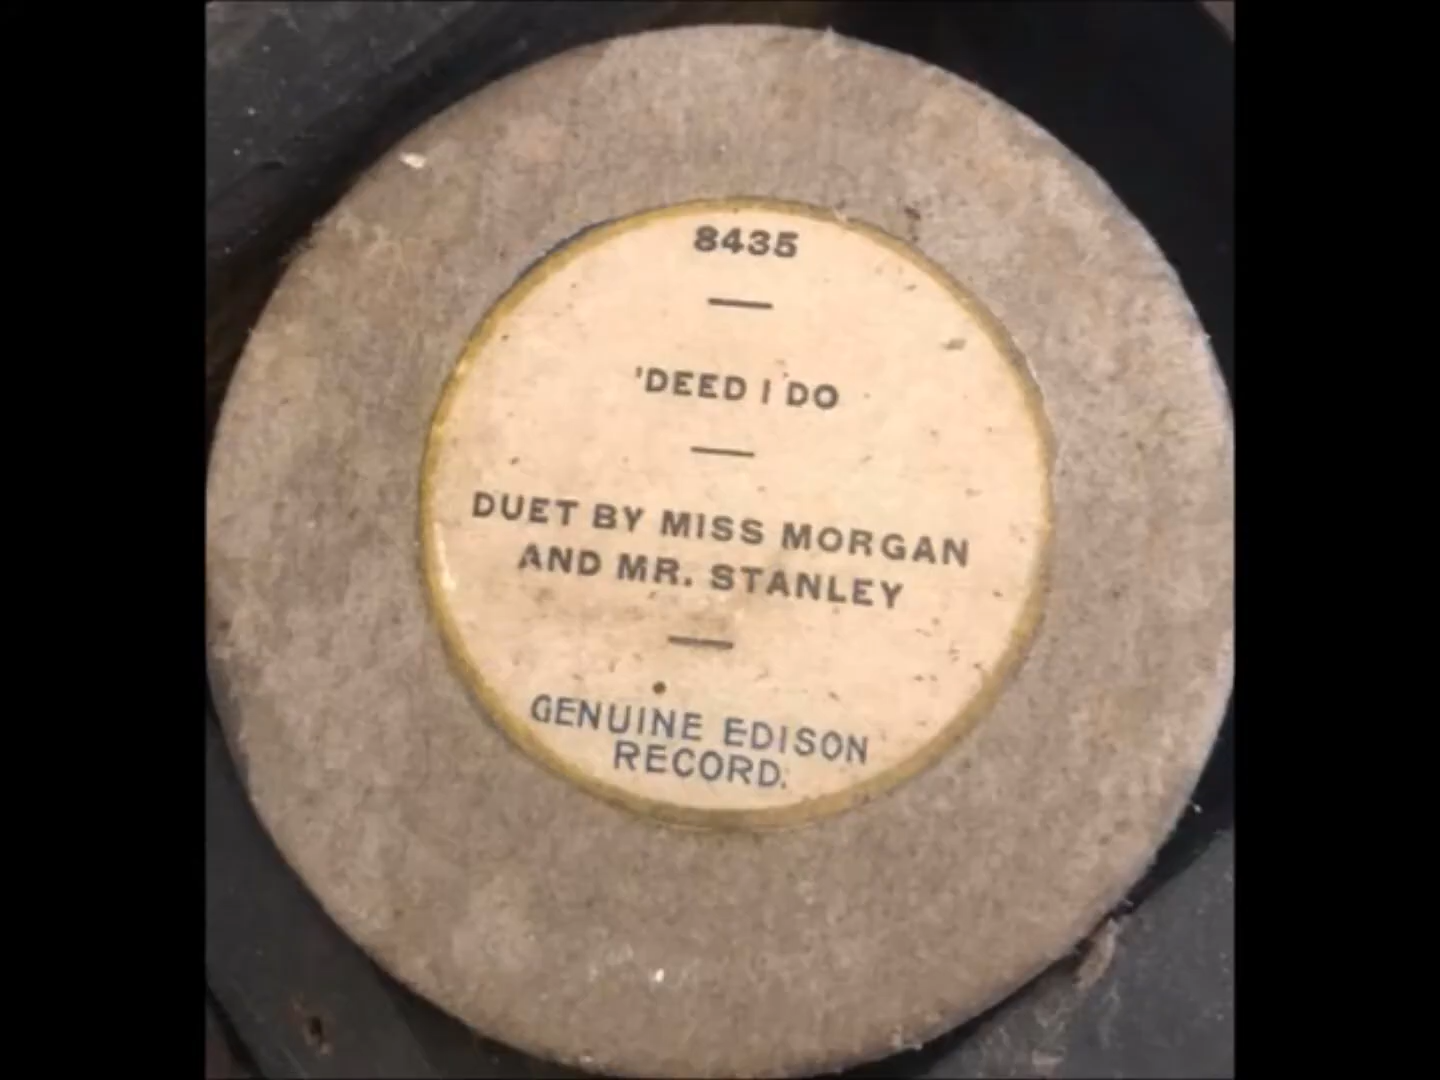 8435
'DEED I DO
DUET BY MISS MORGAN
AND MR. STANLEY
GENUINE EDISON
RECORD.